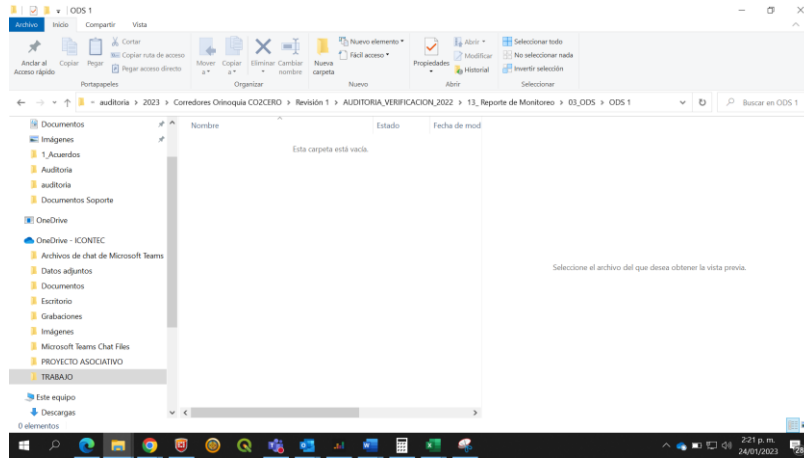 ODS 1
Archivo Inicio Compartir Vista
Anclar al Acceso rápido
Copiar
Pegar
Cortar
Copiar ruta de acceso
Pegar acceso directo
Portapapeles
Mover a
Copiar a
Eliminar
Cambiar nombre
Organizar
Nueva carpeta
Nuevo elemento
Fácil acceso
Nuevo
Propiedades
Abrir
Modificar
Historial
Abrir
Seleccionar todo
No seleccionar nada
Invertir selección
Seleccionar
auditoria > 2023 > Corredores Orinoquia CO2CERO > Revisión 1 > AUDITORIA_VERIFICACION_2022 > 13_ Reporte de Monitoreo > 03_ODS > ODS 1
Buscar en ODS 1
Documentos
Imágenes
1_Acuerdos
Auditoria
auditoria
Documentos Soporte
OneDrive
OneDrive - ICONTEC
Archivos de chat de Microsoft Teams
Datos adjuntos
Documentos
Escritorio
Grabaciones
Imágenes
Microsoft Teams Chat Files
PROYECTO ASOCIATIVO
TRABAJO
Este equipo
Descargas
Nombre Estado Fecha de mod
Esta carpeta está vacía.
Seleccione el archivo del que desea obtener la vista previa.
0 elementos
2:21 p. m.
24/01/2023
28